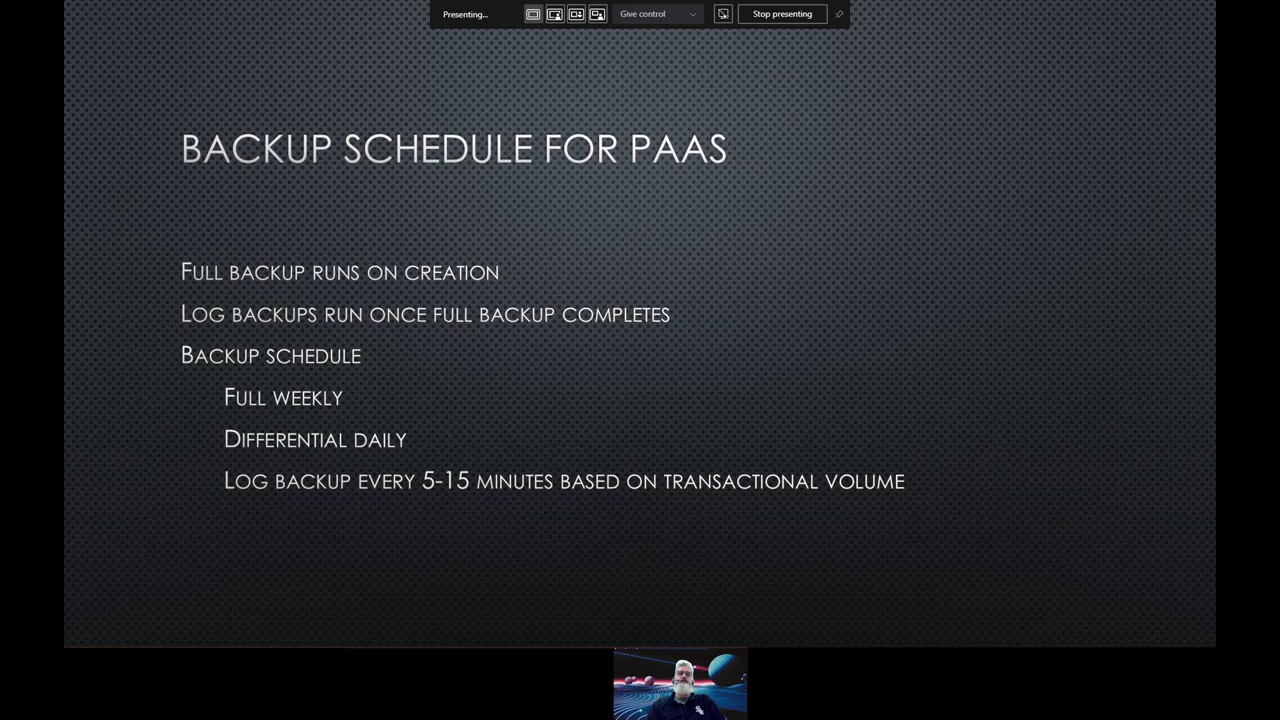 Presenting...
Give control
Stop presenting
BACKUP SCHEDULE FOR PAAS
FULL BACKUP RUNS ON CREATION
LOG BACKUPS RUN ONCE FULL BACKUP COMPLETES
BACKUP SCHEDULE
FULL WEEKLY
DIFFERENTIAL DAILY
LOG BACKUP EVERY 5-15 MINUTES BASED ON TRANSACTIONAL VOLUME